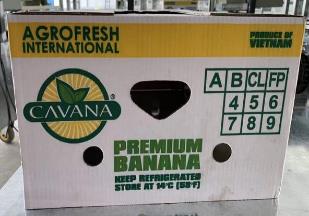 AGROFRESH
INTERNATIONAL
PRODUCE OF
VIETNAM
CAVANA®
A B CL FP
4 5 6
7 8 9
PREMIUM
BANANA
KEEP REFRIGERATED
STORE AT 14°C (58°F)